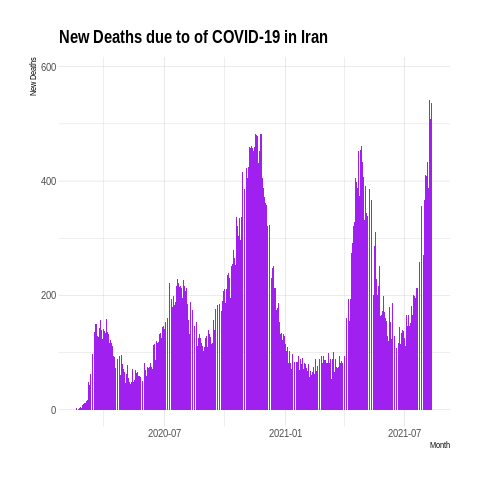 New Deaths due to of COVID-19 in Iran
New Deaths
600
400
200
0
2020-07
2021-01
2021-07
Month